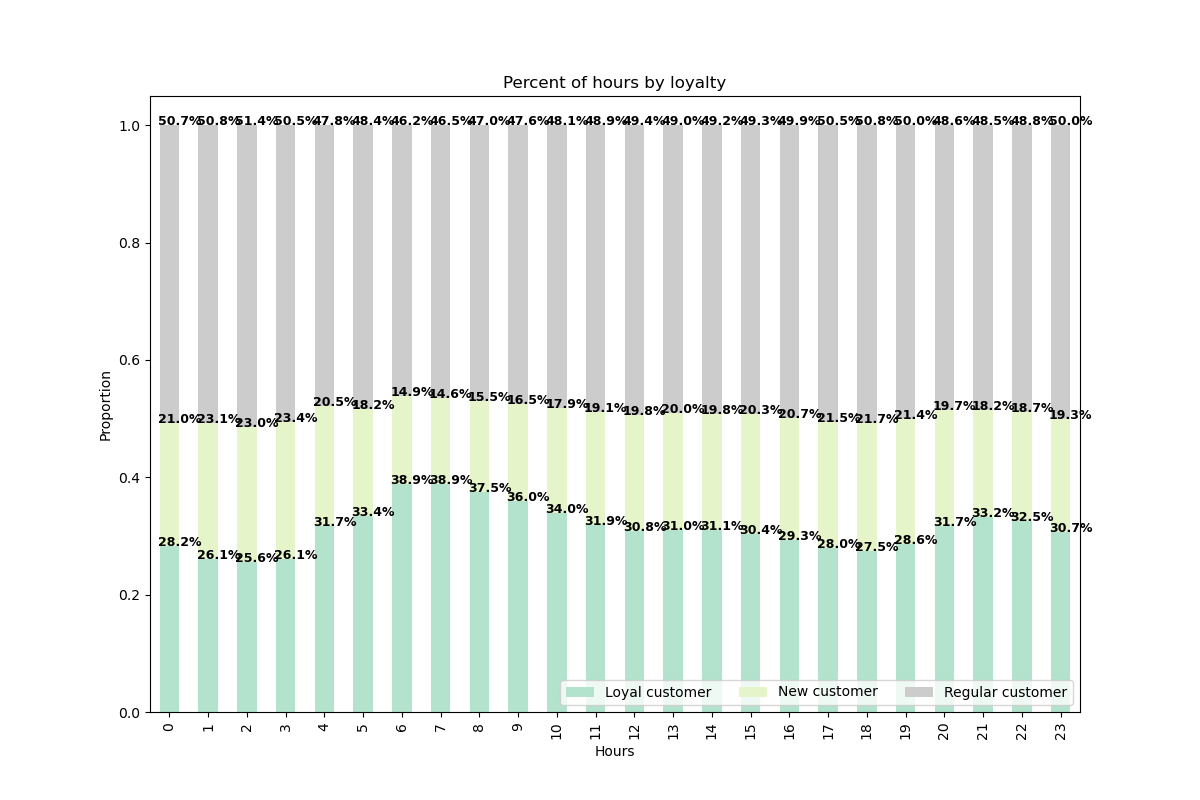 Percent of hours by loyalty
50.7% 50.8% 51.4% 50.5% 47.8% 48.4% 46.2% 46.5% 47.0% 47.6% 48.1% 48.9% 49.4% 49.0% 49.2% 49.3% 49.9% 50.5% 50.8% 50.0% 48.6% 48.5% 48.8% 50.0%
1.0
0.8
0.6
21.0% 23.1% 23.0% 23.4% 20.5% 18.2% 14.9% 14.6% 15.5% 16.5% 17.9% 19.1% 19.8% 20.0% 19.8% 20.3% 20.7% 21.5% 21.7% 21.4% 19.7% 18.2% 18.7% 19.3%
0.4
28.2% 26.1% 25.6% 26.1% 31.7% 33.4% 38.9% 38.9% 37.5% 36.0% 34.0% 31.9% 30.8% 31.0% 31.1% 30.4% 29.3% 28.0% 27.5% 28.6% 31.7% 33.2% 32.5% 30.7%
0.2
0.0
Proportion
Loyal customer New customer Regular customer
0 1 2 3 4 5 6 7 8 9 10 11 12 13 14 15 16 17 18 19 20 21 22 23
Hours